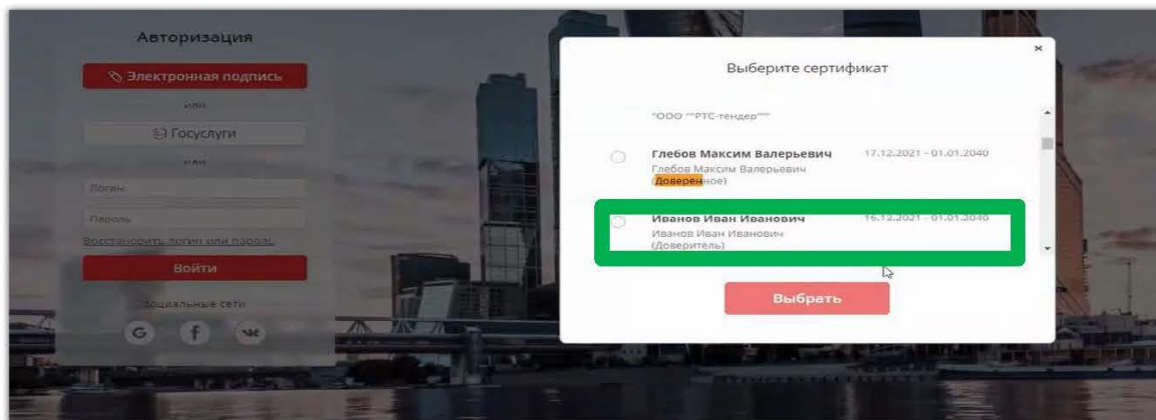 Авторизация
Электронная подпись
или
Госуслуги
или
Логин
Пароль
Восстановить логин или пароль
Войти
Социальные сети
G f
Выберите сертификат
"ООО ""РТС-тендер"""
Глебов Максим Валерьевич 17.12.2021 - 01.01.2040
Глебов Максим Валерьевич
(Доверенное)
Иванов Иван Иванович 16.12.2021 - 01.01.2040
Иванов Иван Иванович
(Доверитель)
Выбрать